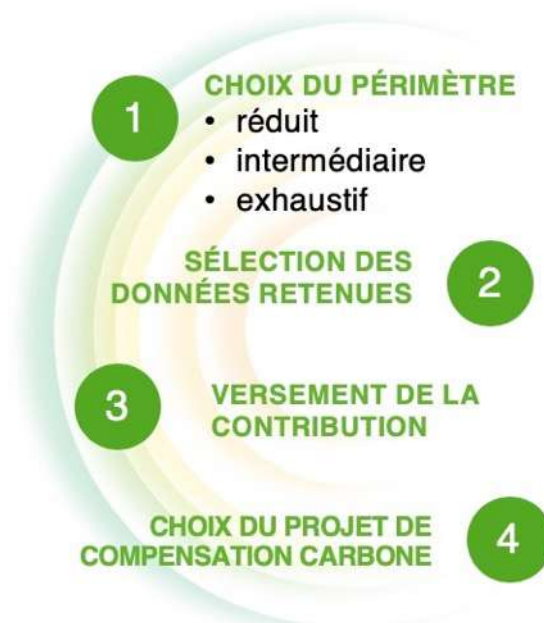 1
CHOIX DU PÉRIMÈTRE
• réduit
• intermédiaire
• exhaustif
SÉLECTION DES
DONNÉES RETENUES
2
3
VERSEMENT DE LA
CONTRIBUTION
CHOIX DU PROJET DE
COMPENSATION CARBONE
4